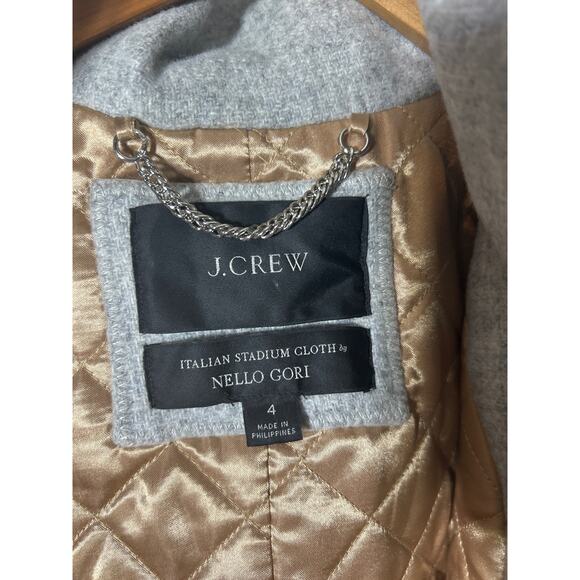 J.CREW
ITALIAN STADIUM CLOTH by
NELLO GORI
4
MADE IN
PHILIPPINES